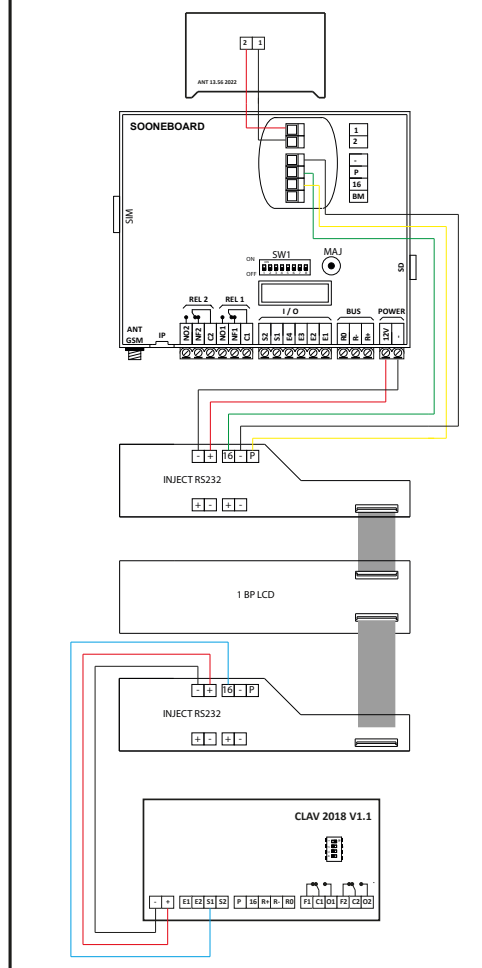 2 1
ANT 13.56 2022
SOONEBOARD
1
2
-
P
16
BM
SIM
ON
SW1
MAJ
OFF
SD
REL 2 REL 1
I / O BUS POWER
ANT
GSM
IP
NO2 NF2 C2 NO1 NF1 C1 S2 S1 E4 E3 E2 E1 R0 R- R+ 12V -
- + 16 - P
INJECT RS232
+ - + -
1 BP LCD
- + 16 - P
INJECT RS232
+ - + -
CLAV 2018 V1.1
- + E1 E2 S1 S2 P 16 R+ R- R0 F1 C1 O1 F2 C2 O2